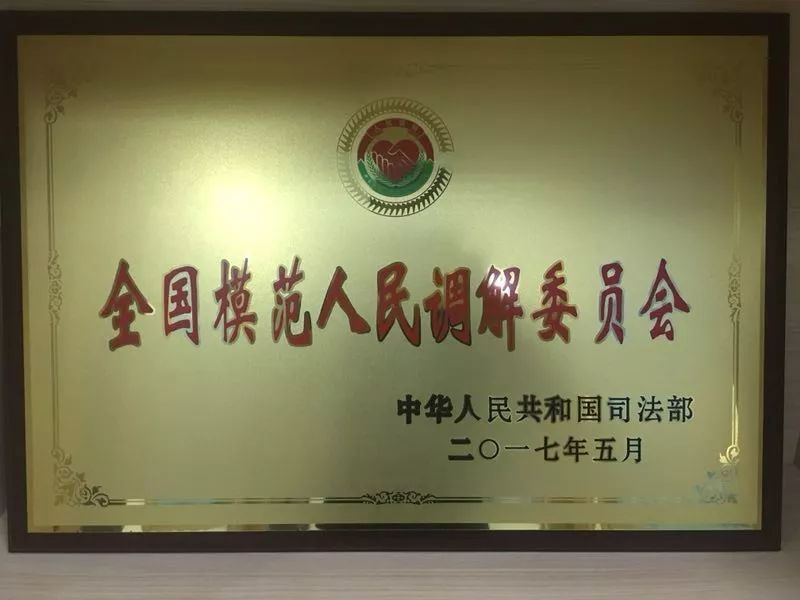 全国模范人民调解委员会
中华人民共和国司法部
二〇一七年五月